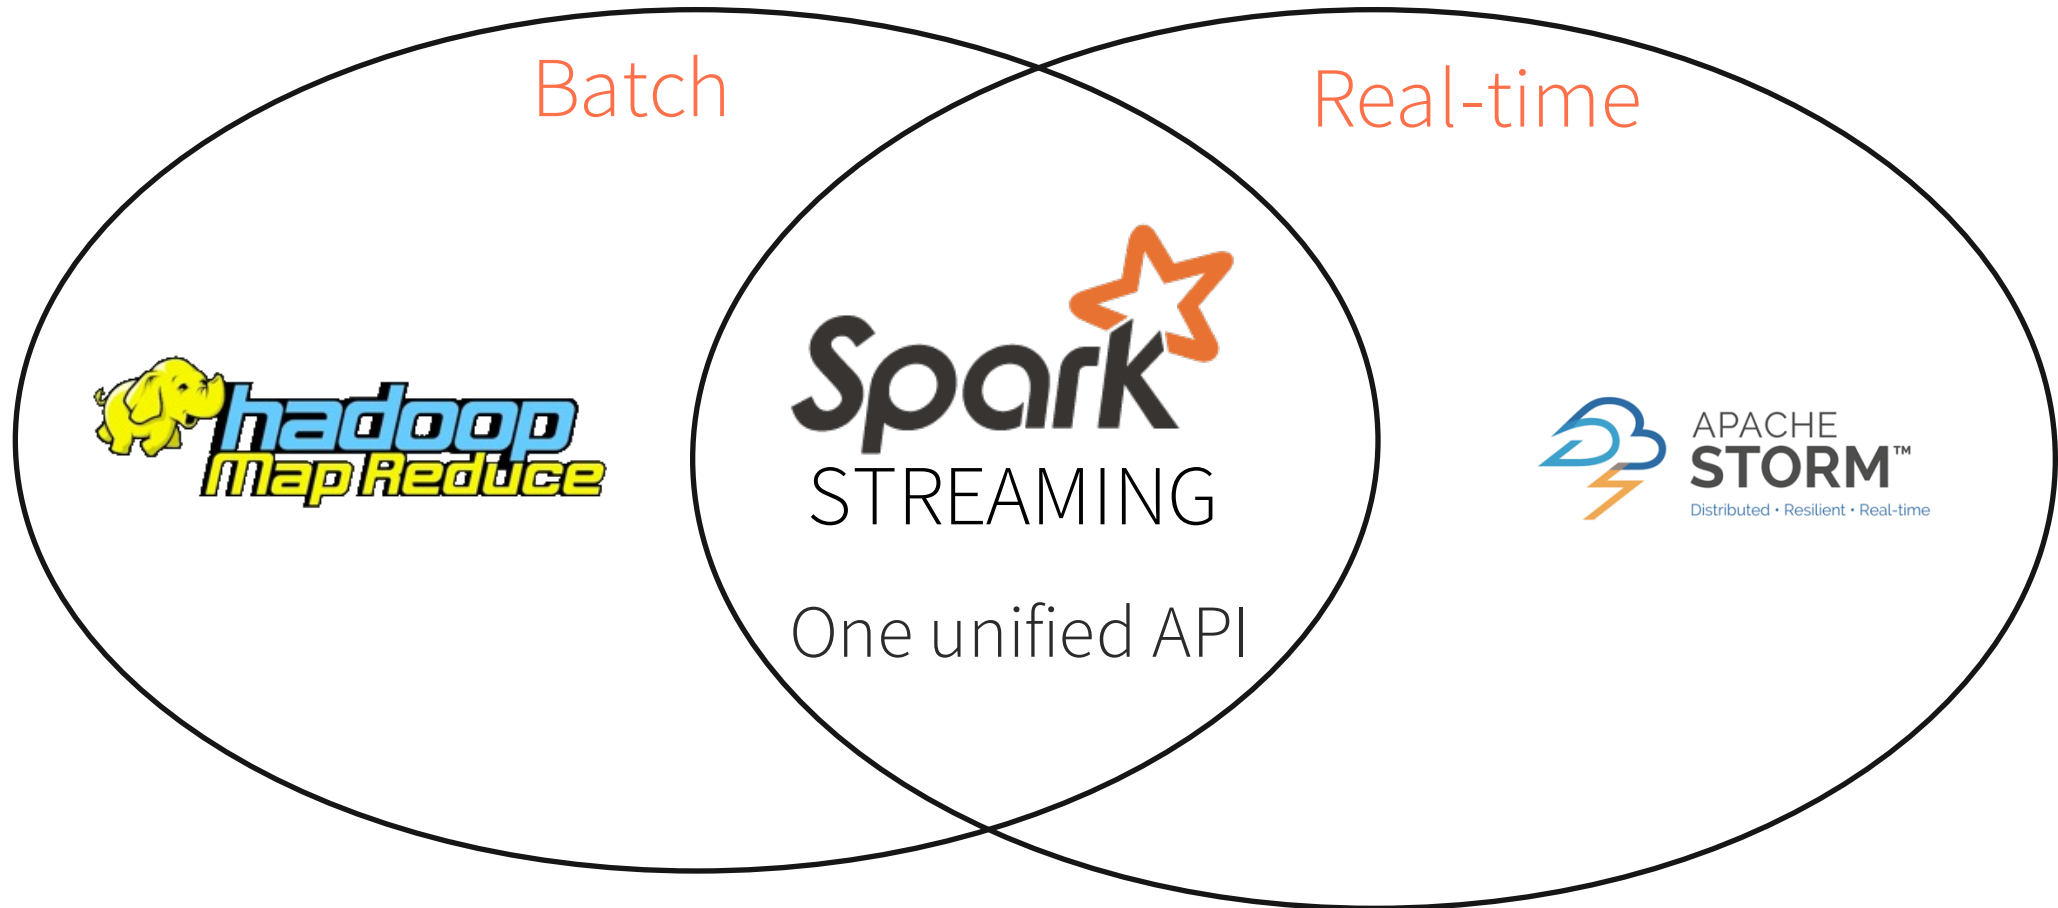 Batch
Real-time
hadoop
Map Reduce
Spark
STREAMING
One unified API
APACHE
STORM™
Distributed • Resilient • Real-time